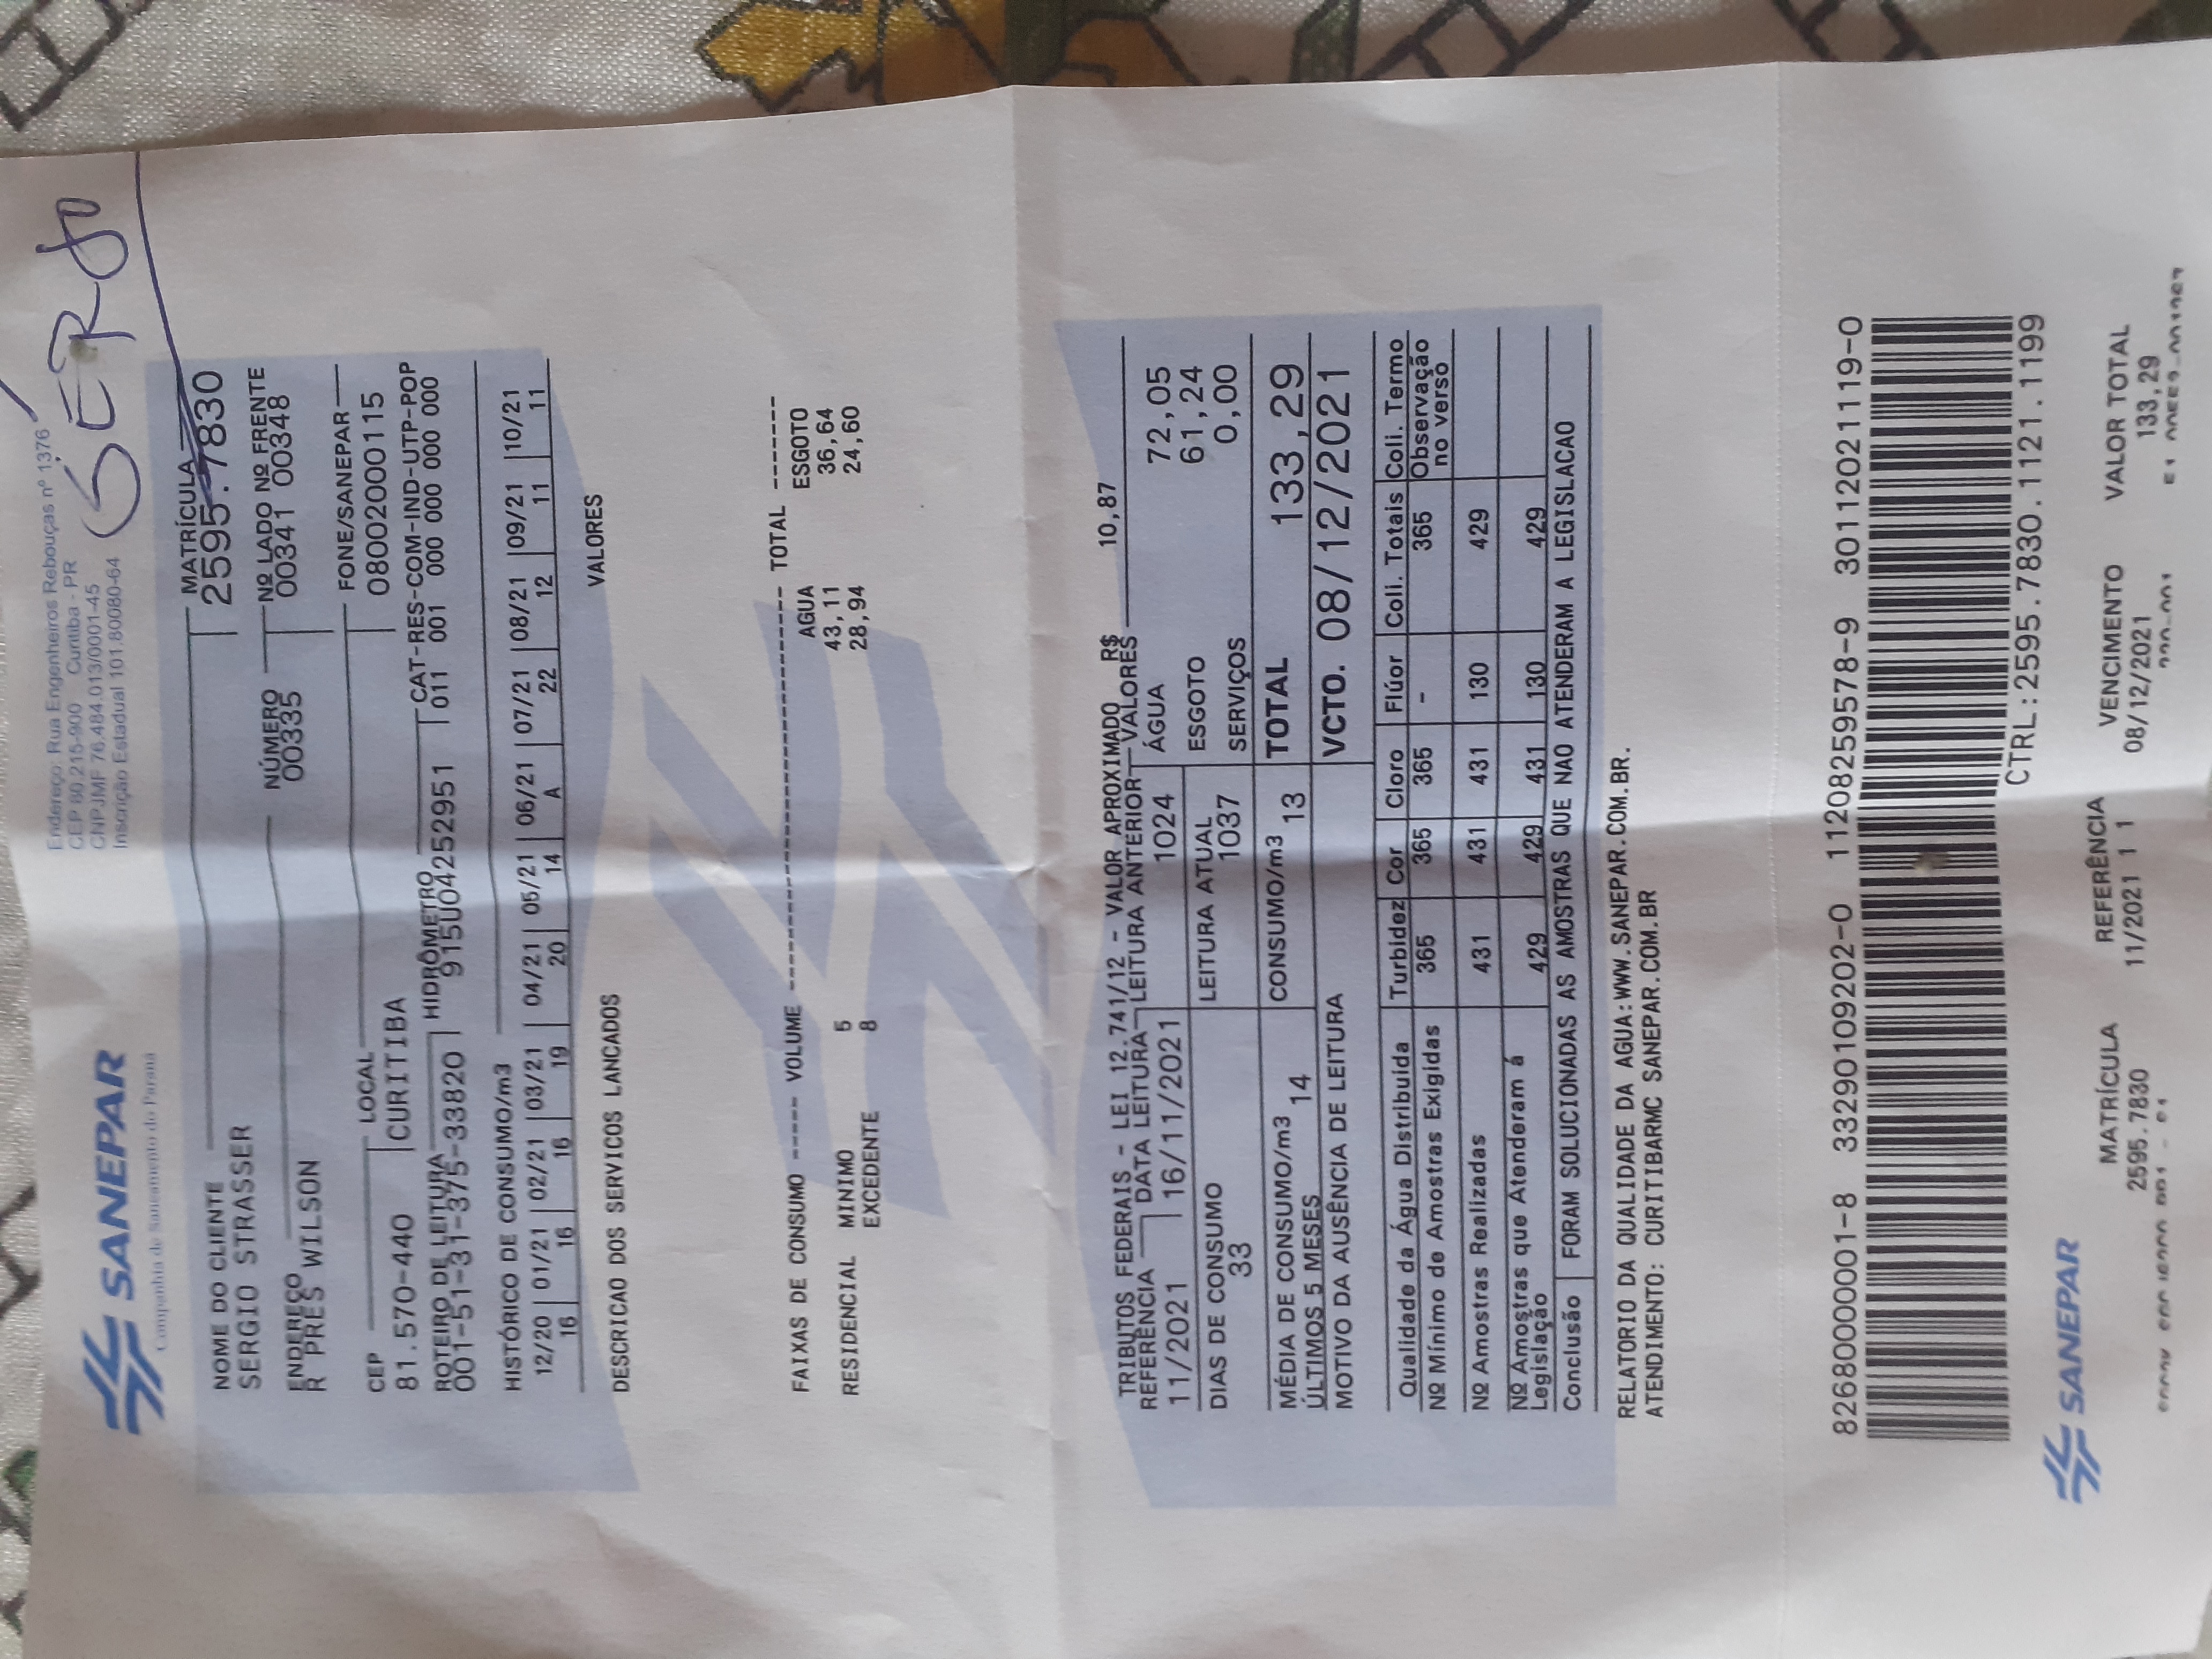 SANEPAR
Companhia de Saneamento do Paraná
Endereço: Rua Engenheiros Rebouças nº 1376
CEP 80.215-900 Curitiba - PR
CNPJMF 76.484.013/0001-45
Inscrição Estadual 101.80080-64
NOME DO CLIENTE MATRÍCULA
SERGIO STRASSER 2595.7830
ENDEREÇO NÚMERO Nº LADO Nº FRENTE
R PRES WILSON 00335 00341 00348
CEP LOCAL FONE/SANEPAR
81.570-440 CURITIBA 08002000115
ROTEIRO DE LEITURA HIDRÔMETRO CAT-RES-COM-IND-UTP-POP
001-51-31-375-33820 915U04252951 011 001 000 000 000 000
HISTÓRICO DE CONSUMO/m3
12/20 01/21 02/21 03/21 04/21 05/21 06/21 07/21 08/21 09/21 10/21
16 16 16 19 20 14 A 22 12 11 11
DESCRICAO DOS SERVICOS LANCADOS VALORES
FAIXAS DE CONSUMO ---- VOLUME ---- TOTAL ------
AGUA ESGOTO
RESIDENCIAL MINIMO 5 43,11 36,64
EXCEDENTE 8 28,94 24,60
TRIBUTOS FEDERAIS - LEI 12.741/12 - VALOR APROXIMADO R$ 10,87
REFERÊNCIA DATA LEITURA LEITURA ANTERIOR VALORES
11/2021 16/11/2021 1024 ÁGUA 72,05
DIAS DE CONSUMO LEITURA ATUAL ESGOTO 61,24
33 1037 SERVIÇOS 0,00
MÉDIA DE CONSUMO/m3 CONSUMO/m3 TOTAL 133,29
ÚLTIMOS 5 MESES 14 13
MOTIVO DA AUSÊNCIA DE LEITURA VCTO. 08/12/2021
Qualidade da Água Distribuida Turbidez Cor Cloro Flúor Coli. Totais Coli. Termo
Nº Mínimo de Amostras Exigidas 365 365 365 - 365 Observação
no verso
Nº Amostras Realizadas 431 431 431 130 429
Nº Amostras que Atenderam á
Legislação 429 429 431 130 429
Conclusão FORAM SOLUCIONADAS AS AMOSTRAS QUE NAO ATENDERAM A LEGISLACAO
RELATORIO DA QUALIDADE DA AGUA:WWW.SANEPAR.COM.BR.
ATENDIMENTO: CURITIBARMC SANEPAR.COM.BR
82680000001-8 33290109202-0 11208259578-9 30112021119-0
CTRL:2595.7830.1121.1199
SANEPAR
MATRÍCULA REFERÊNCIA VENCIMENTO VALOR TOTAL
2595.7830 11/2021 1 1 08/12/2021 133,29